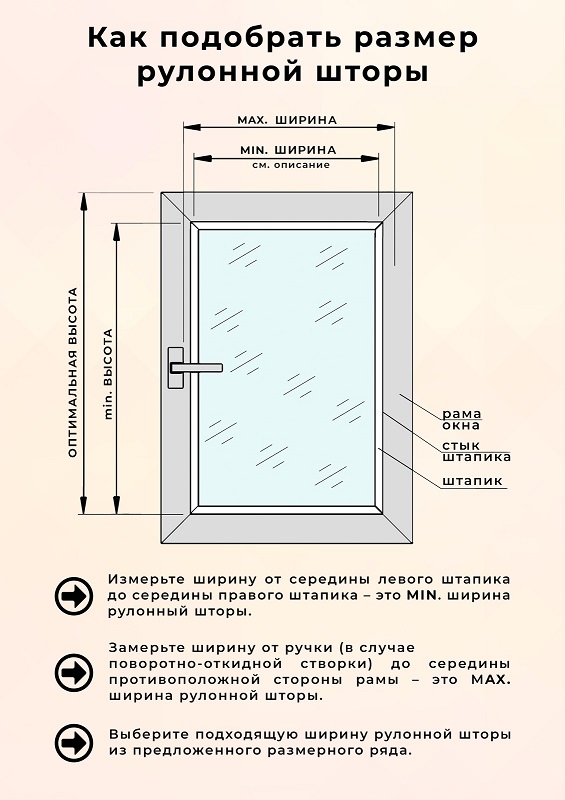 Как подобрать размер
рулонной шторы
MAX. ШИРИНА
MIN. ШИРИНА
см. описание
ОПТИМАЛЬНАЯ ВЫСОТА
min. ВЫСОТА
рама
окна
стык
штапика
штапик
Измерьте ширину от середины левого штапика
до середины правого штапика – это MIN. ширина
рулонный шторы.
Замерьте ширину от ручки (в случае
поворотно-откидной створки) до середины
противоположной стороны рамы – это MAX.
ширина рулонной шторы.
Выберите подходящую ширину рулонной шторы
из предложенного размерного ряда.